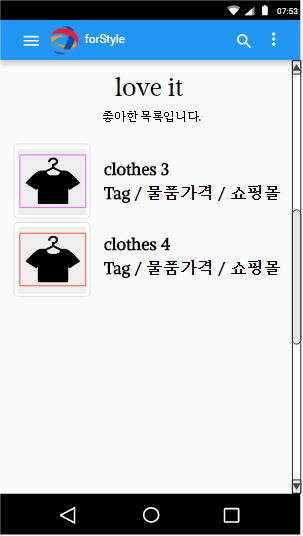 07:53
forStyle
love it
좋아한 목록입니다.
clothes 3
Tag / 물품가격 / 쇼핑몰
clothes 4
Tag / 물품가격 / 쇼핑몰